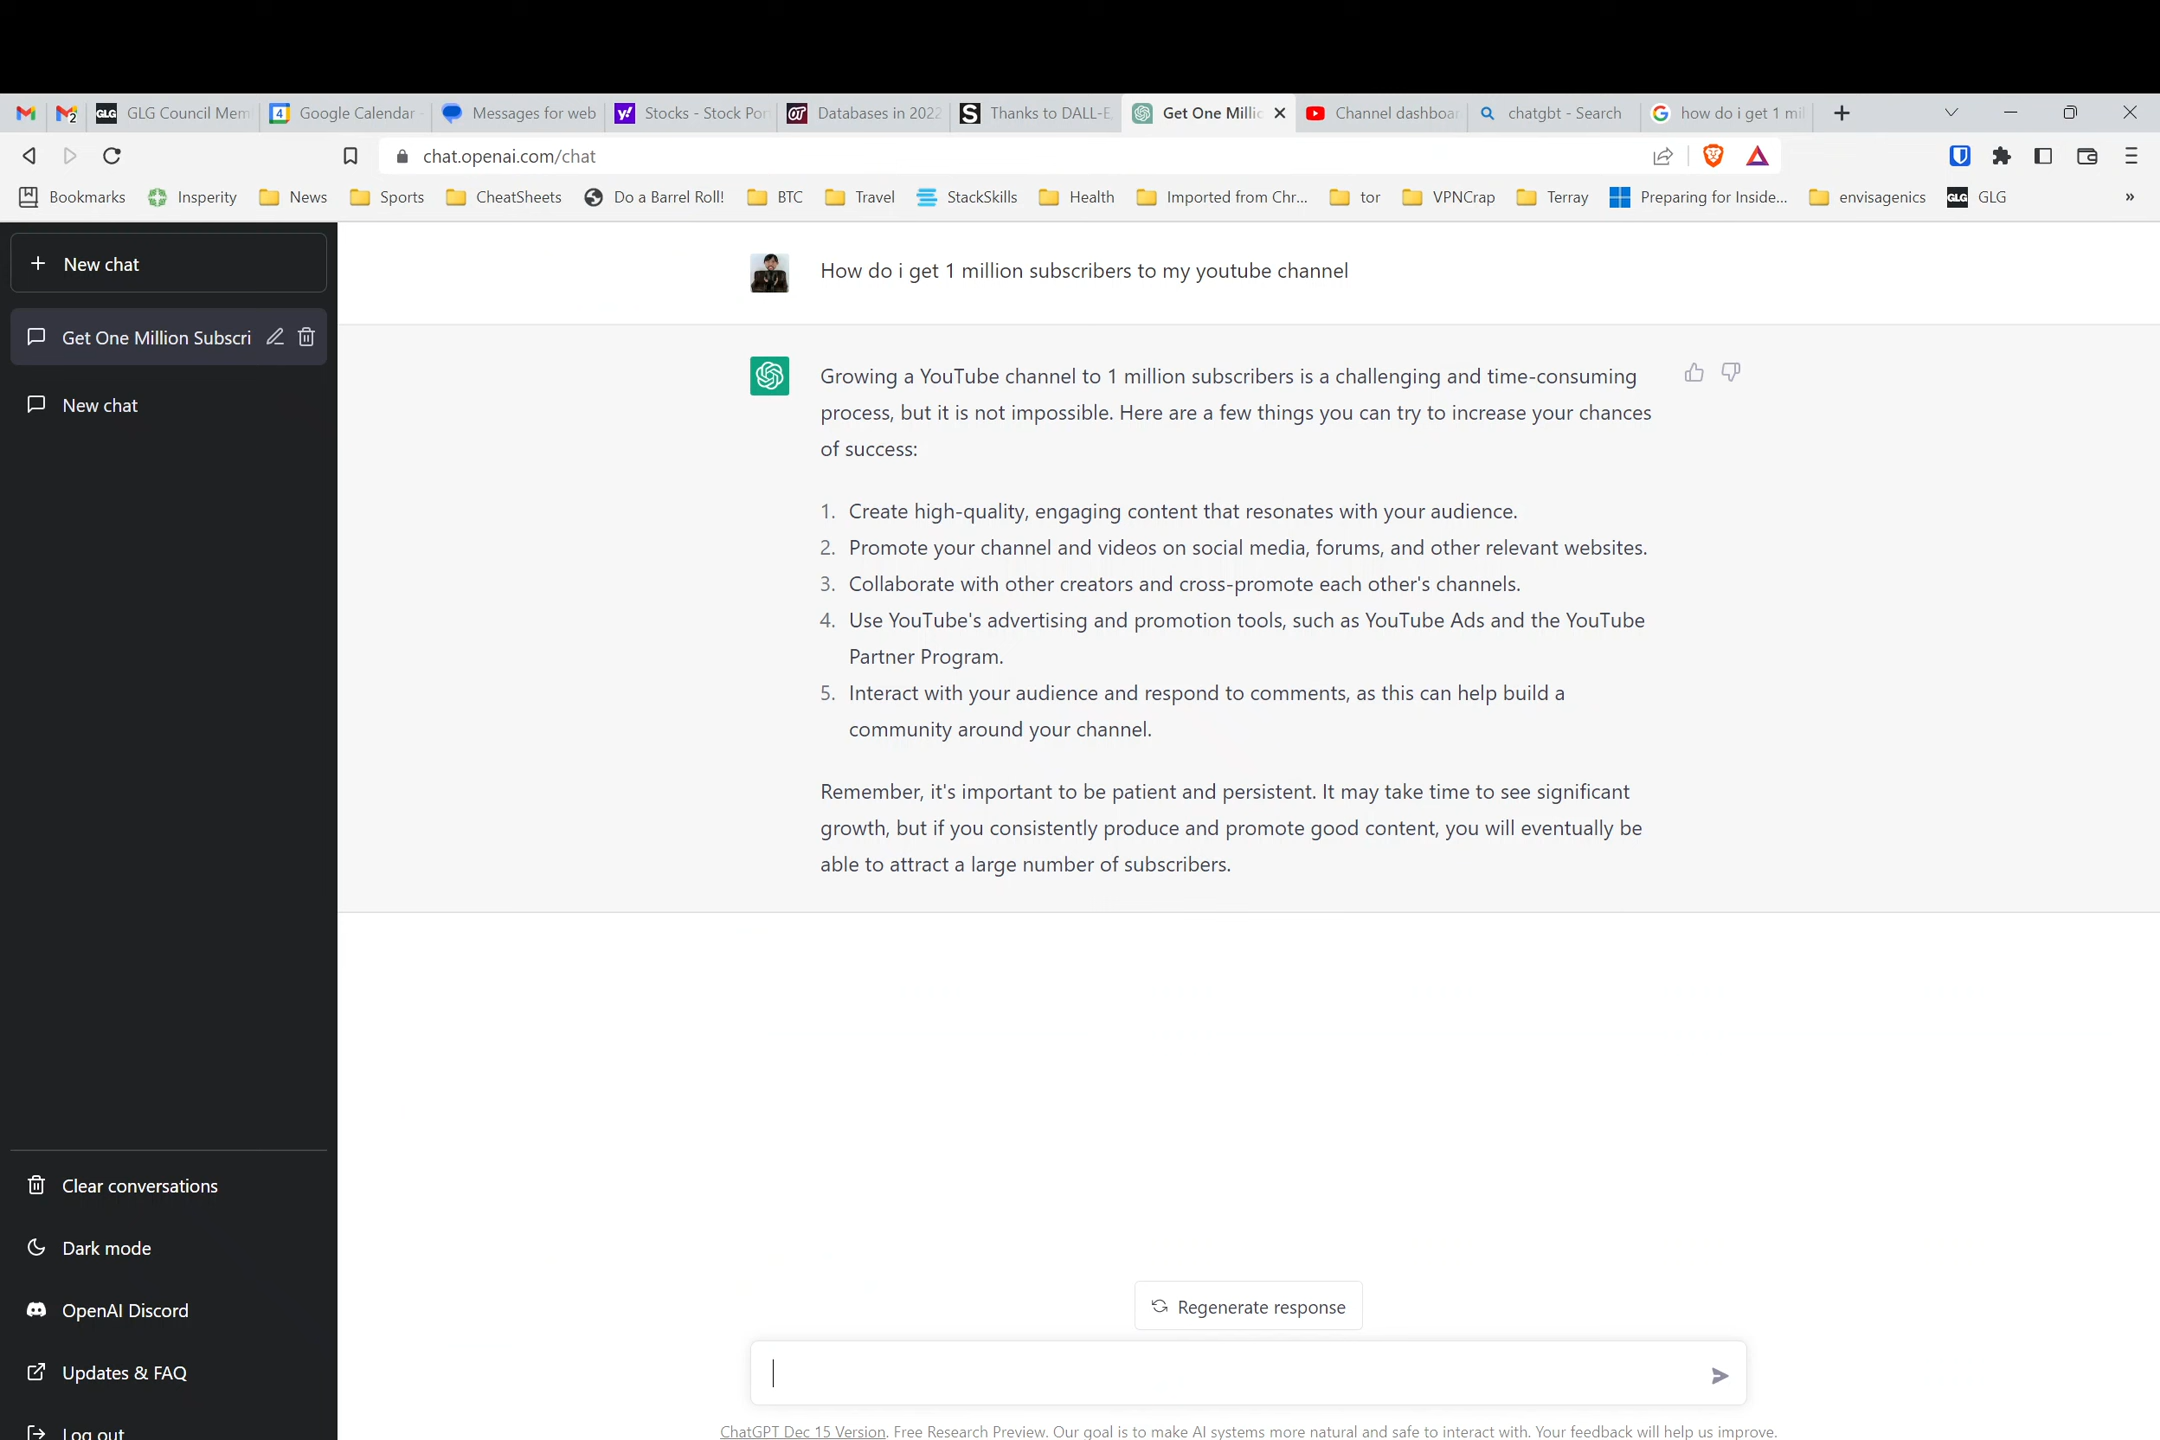 2 GLG GLG Council Mem 4 Google Calendar - Messages for web y! Stocks - Stock Por OT Databases in 2022 S Thanks to DALL-E Get One Millic Channel dashboar chatgbt - Search how do i get 1 mil
chat.openai.com/chat
Bookmarks Insperity News Sports CheatSheets Do a Barrel Roll! BTC Travel StackSkills Health Imported from Chr... tor VPNCrap Terray Preparing for Inside... envisagenics GLG GLG »
New chat
How do i get 1 million subscribers to my youtube channel
Get One Million Subscri
New chat
Growing a YouTube channel to 1 million subscribers is a challenging and time-consuming
process, but it is not impossible. Here are a few things you can try to increase your chances
of success:
1. Create high-quality, engaging content that resonates with your audience.
2. Promote your channel and videos on social media, forums, and other relevant websites.
3. Collaborate with other creators and cross-promote each other's channels.
4. Use YouTube's advertising and promotion tools, such as YouTube Ads and the YouTube
Partner Program.
5. Interact with your audience and respond to comments, as this can help build a
community around your channel.
Remember, it's important to be patient and persistent. It may take time to see significant
growth, but if you consistently produce and promote good content, you will eventually be
able to attract a large number of subscribers.
Clear conversations
Dark mode
OpenAI Discord
Updates & FAQ
Log out
Regenerate response
ChatGPT Dec 15 Version. Free Research Preview. Our goal is to make AI systems more natural and safe to interact with. Your feedback will help us improve.